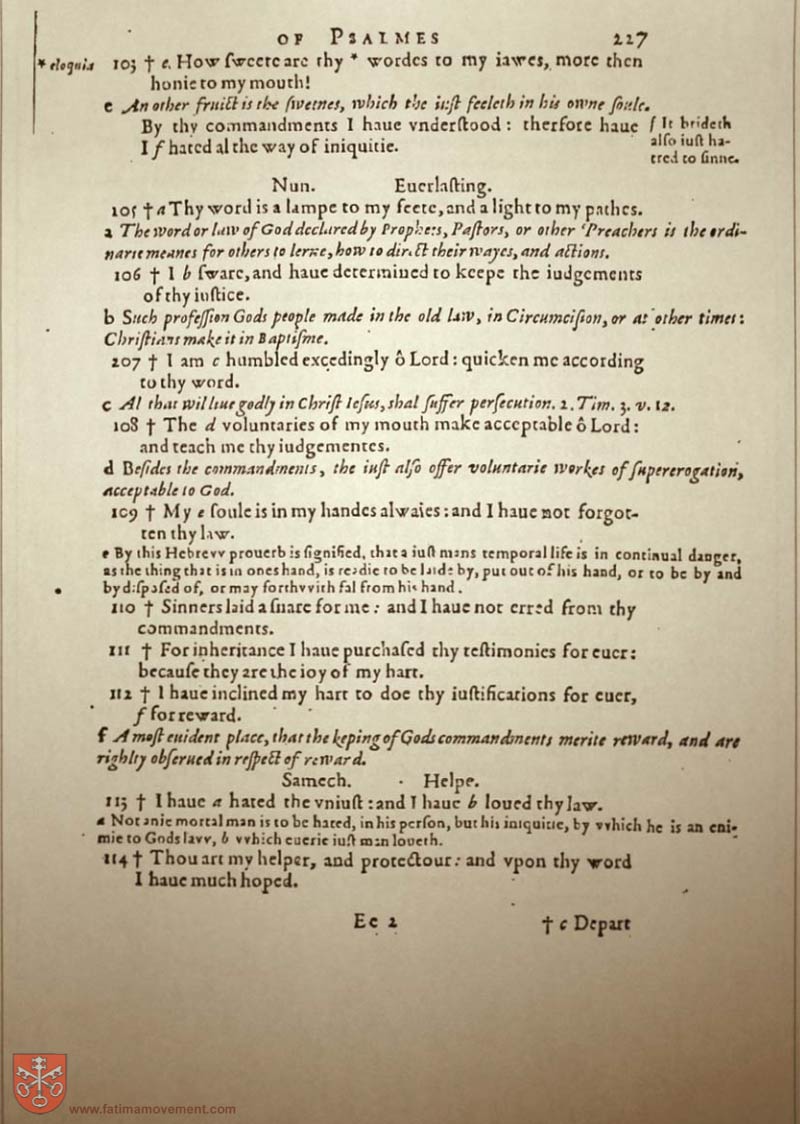 OF PSALMES 227
* eloquia
103 † e. How ſweete are thy * wordes to my iawes, more then
honie to my mouth!
e An other fruict is the ſwetnes, which the iuſt feeleth in his owne ſoule.
By thy commandments I haue vnderſtood: therfore haue
I f hated al the way of iniquitie.
f It brideth
alſo iuſt ha-
tred to ſinne.
Nun. Euerlaſting.
105 † a Thy word is a lampe to my feete, and a light to my pathes.
a The word or law of God declared by Prophets, Paſtors, or other Preachers is the ordi-
narie meanes for others to lerne, how to direct their wayes, and actions.
106 † I b ſware, and haue determined to keepe the iudgements
of thy iuſtice.
b Such profeſſion Gods people made in the old law, in Circumciſion, or at other times:
Chriſtians make it in Baptiſme.
207 † I am c humbled excedingly ô Lord: quicken me according
to thy word.
c Al that wil liue godly in Chriſt Ieſus, shal ſuffer perſecution. 2. Tim. 3. v. 12.
108 † The d voluntaries of my mouth make acceptable ô Lord:
and teach me thy iudgementes.
d Beſides the commandments, the iuſt alſo offer voluntarie workes of ſupererogation,
acceptable to God.
109 † My e ſoule is in my handes alwaies: and I haue not forgot-
ten thy law.
e By this Hebrevv prouerb is ſignified, that a iuſt mans temporal life is in continual danger,
as the thing that is in ones hand, is readie to be laide by, put out of his hand, or to be by and
by diſpoſed of, or may forthvvith fal from his hand.
110 † Sinners laid a ſnare for me: and I haue not erred from thy
commandments.
111 † For inheritance I haue purchaſed thy teſtimonies for euer:
becauſe they are the ioy of my hart.
112 † I haue inclined my hart to doe thy iuſtifications for euer,
f for reward.
f A moſt euident place, that the keping of Gods commandments merite reward, and are
righlty obſerued in reſpect of reward.
Samech. Helpe.
113 † I haue a hated the vniuſt: and I haue b loued thy law.
a Not anie mortal man is to be hated, in his perſon, but his iniquitie, by vvhich he is an eni-
mie to Gods lavv, b vvhich euerie iuſt man loueth.
114 † Thou art my helper, and protectour: and vpon thy word
I haue much hoped.
Ee 2 † c Depart
www.fatimamovement.com